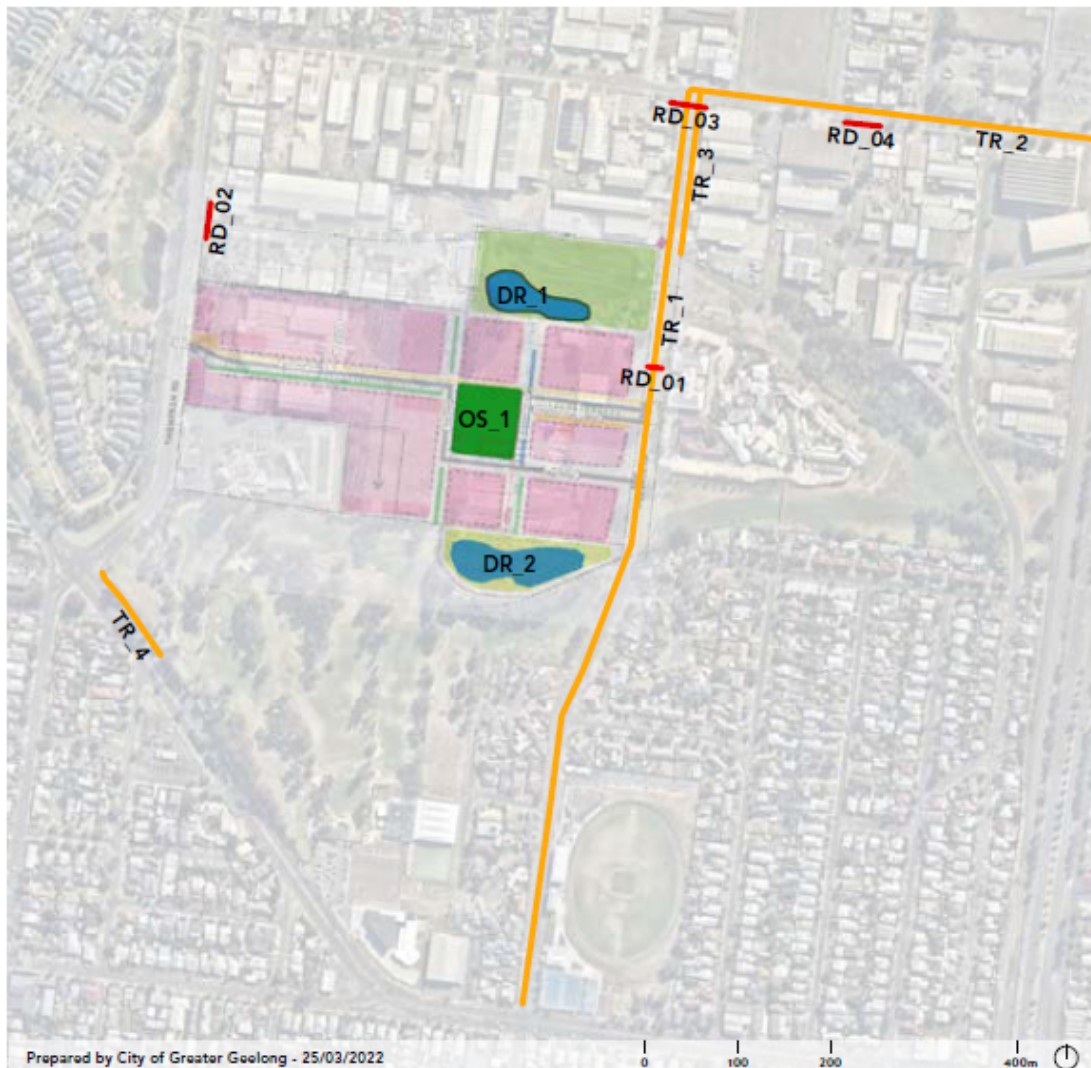 RD_03
RD_04
TR_2
TR_3
RD_02
DR_1
TR_1
RD_01
OS_1
DR_2
TR_4
Prepared by City of Greater Geelong - 25/03/2022
0 100 200 400m